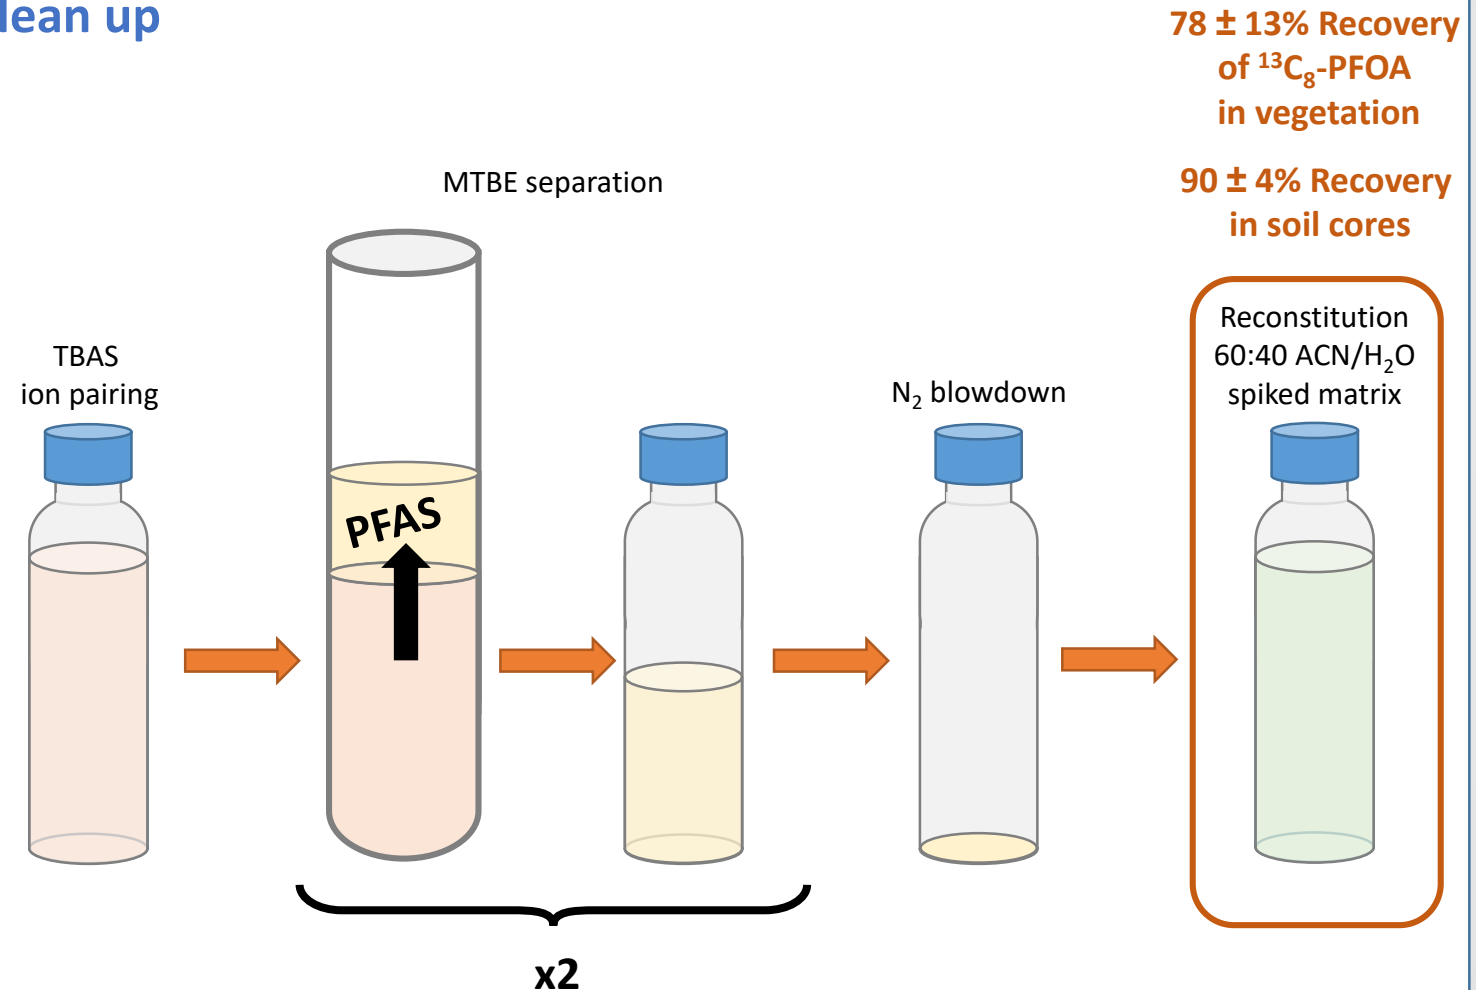 lean up
78 ± 13% Recovery
of ¹³C₈-PFOA
in vegetation
90 ± 4% Recovery
in soil cores
MTBE separation
TBAS
ion pairing
PFAS
N₂ blowdown
Reconstitution
60:40 ACN/H₂O
spiked matrix
x2